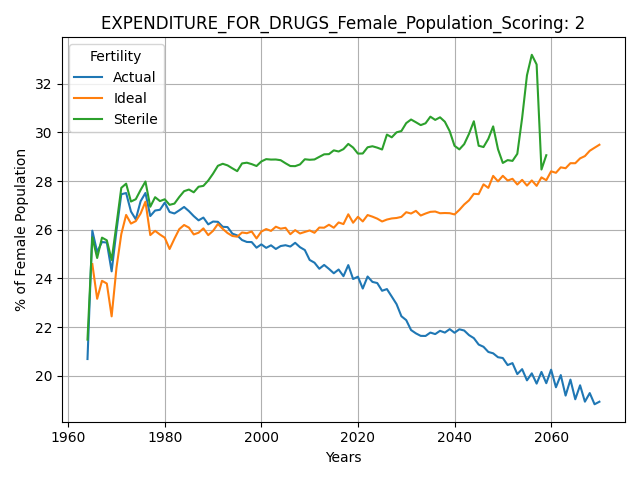 EXPENDITURE_FOR_DRUGS_Female_Population_Scoring: 2
Fertility
Actual
Ideal
Sterile
% of Female Population
32
30
28
26
24
22
20
1960 1980 2000 2020 2040 2060
Years